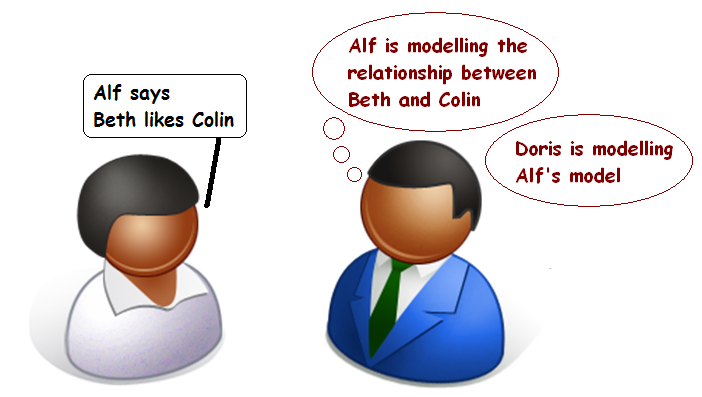 Alf says
Beth likes Colin
Alf is modelling the
relationship between
Beth and Colin
Doris is modelling
Alf's model